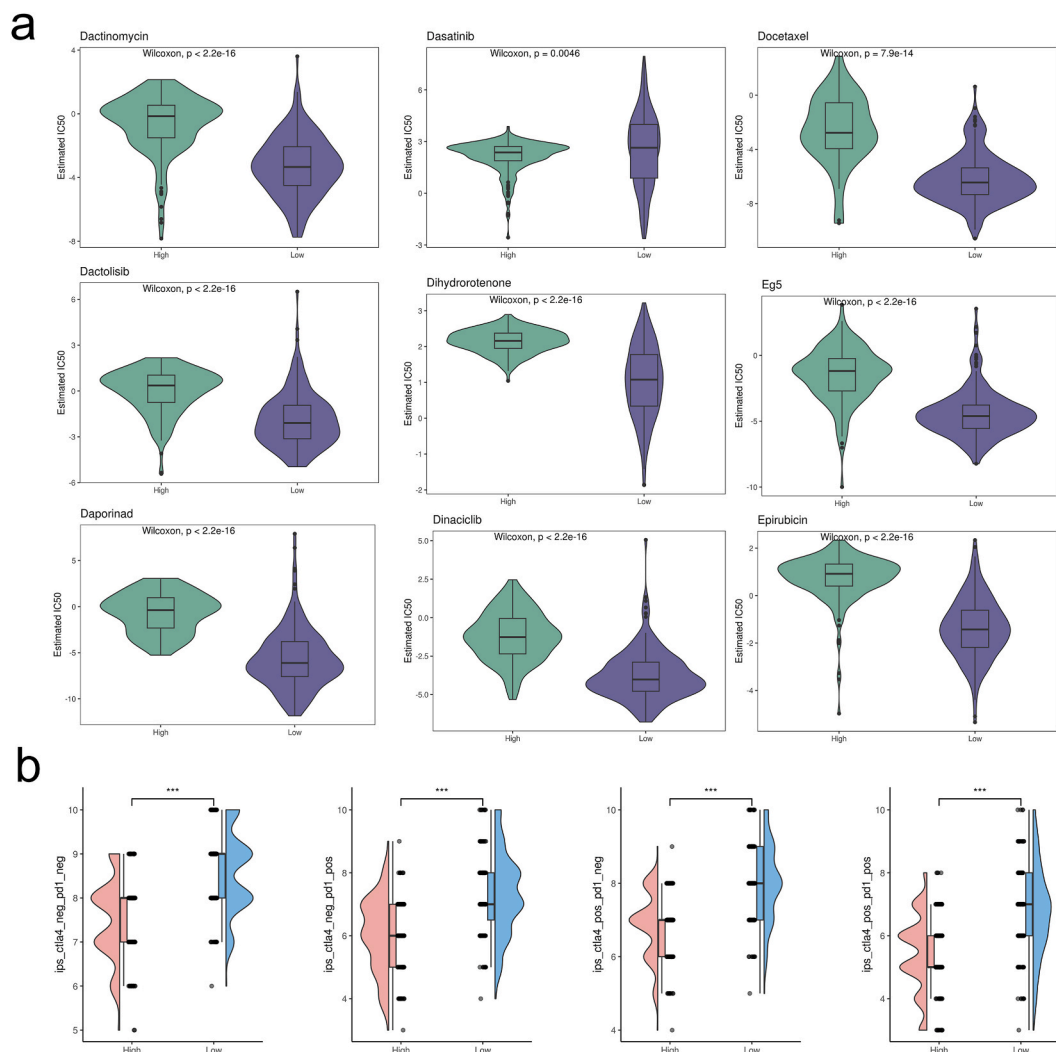 a
Dactinomycin
Wilcoxon, p < 2.2e-16
Estimated IC50
4
0
-4
-8
High
Low
Dasatinib
Wilcoxon, p = 0.0046
Estimated IC50
6
3
0
-3
High
Low
Docetaxel
Wilcoxon, p = 7.9e-14
Estimated IC50
0
-4
-8
High
Low
Dactolisib
Wilcoxon, p < 2.2e-16
Estimated IC50
6
3
0
-3
-6
High
Low
Dihydrorotenone
Wilcoxon, p < 2.2e-16
Estimated IC50
3
2
1
0
-1
-2
High
Low
Eg5
Wilcoxon, p < 2.2e-16
Estimated IC50
0
-5
-10
High
Low
Daporinad
Wilcoxon, p < 2.2e-16
Estimated IC50
5
0
-5
-10
High
Low
Dinaciclib
Wilcoxon, p < 2.2e-16
Estimated IC50
5.0
2.5
0.0
-2.5
-5.0
High
Low
Epirubicin
Wilcoxon, p < 2.2e-16
Estimated IC50
2
0
-2
-4
High
Low
b
***
ips_ctla4_neg_pd1_neg
10
9
8
7
6
5
High
Low
***
ips_ctla4_neg_pd1_pos
10
8
6
4
High
Low
***
ips_ctla4_pos_pd1_neg
10
8
6
4
High
Low
***
ips_ctla4_pos_pd1_pos
10
8
6
4
High
Low